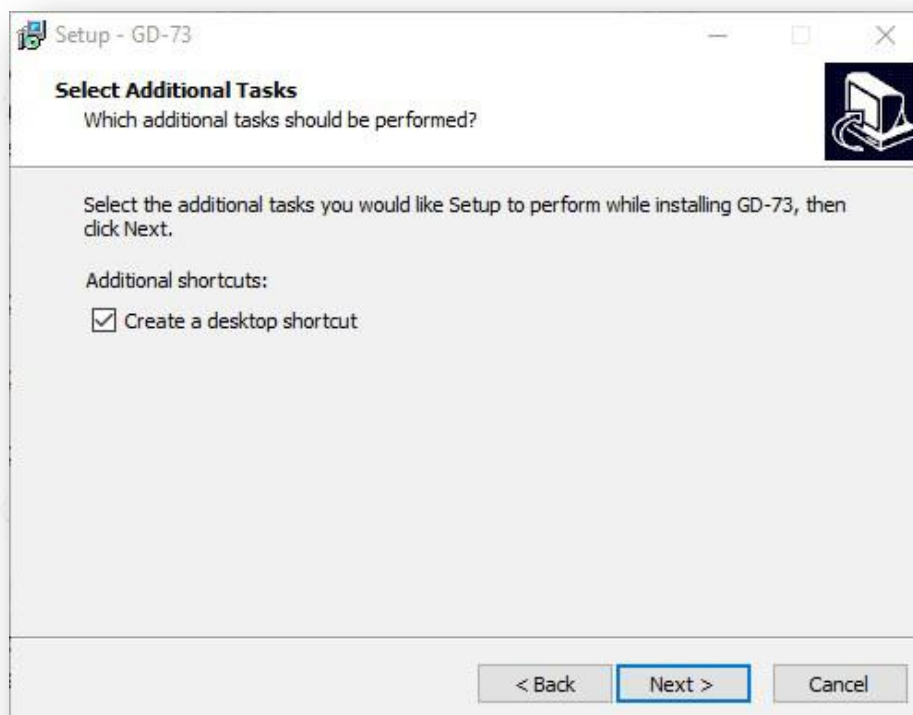 Setup - GD-73
Select Additional Tasks
Which additional tasks should be performed?
Select the additional tasks you would like Setup to perform while installing GD-73, then
click Next.
Additional shortcuts:
Create a desktop shortcut
< Back
Next >
Cancel